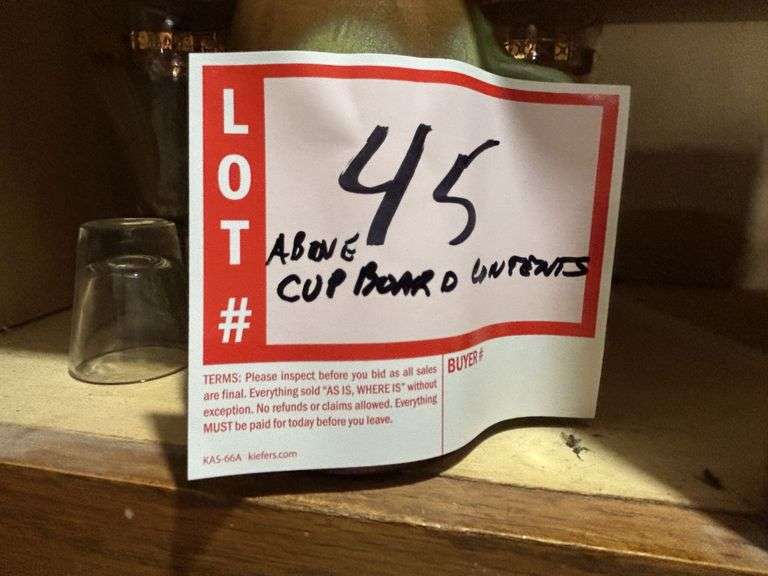 LOT #
45
ABOVE
CUPBOARD CONTENTS
TERMS: Please inspect before you bid as all sales
are final. Everything sold "AS IS, WHERE IS" without
exception. No refunds or claims allowed. Everything
MUST be paid for today before you leave.
BUYER#
KAS-66A kiefers.com